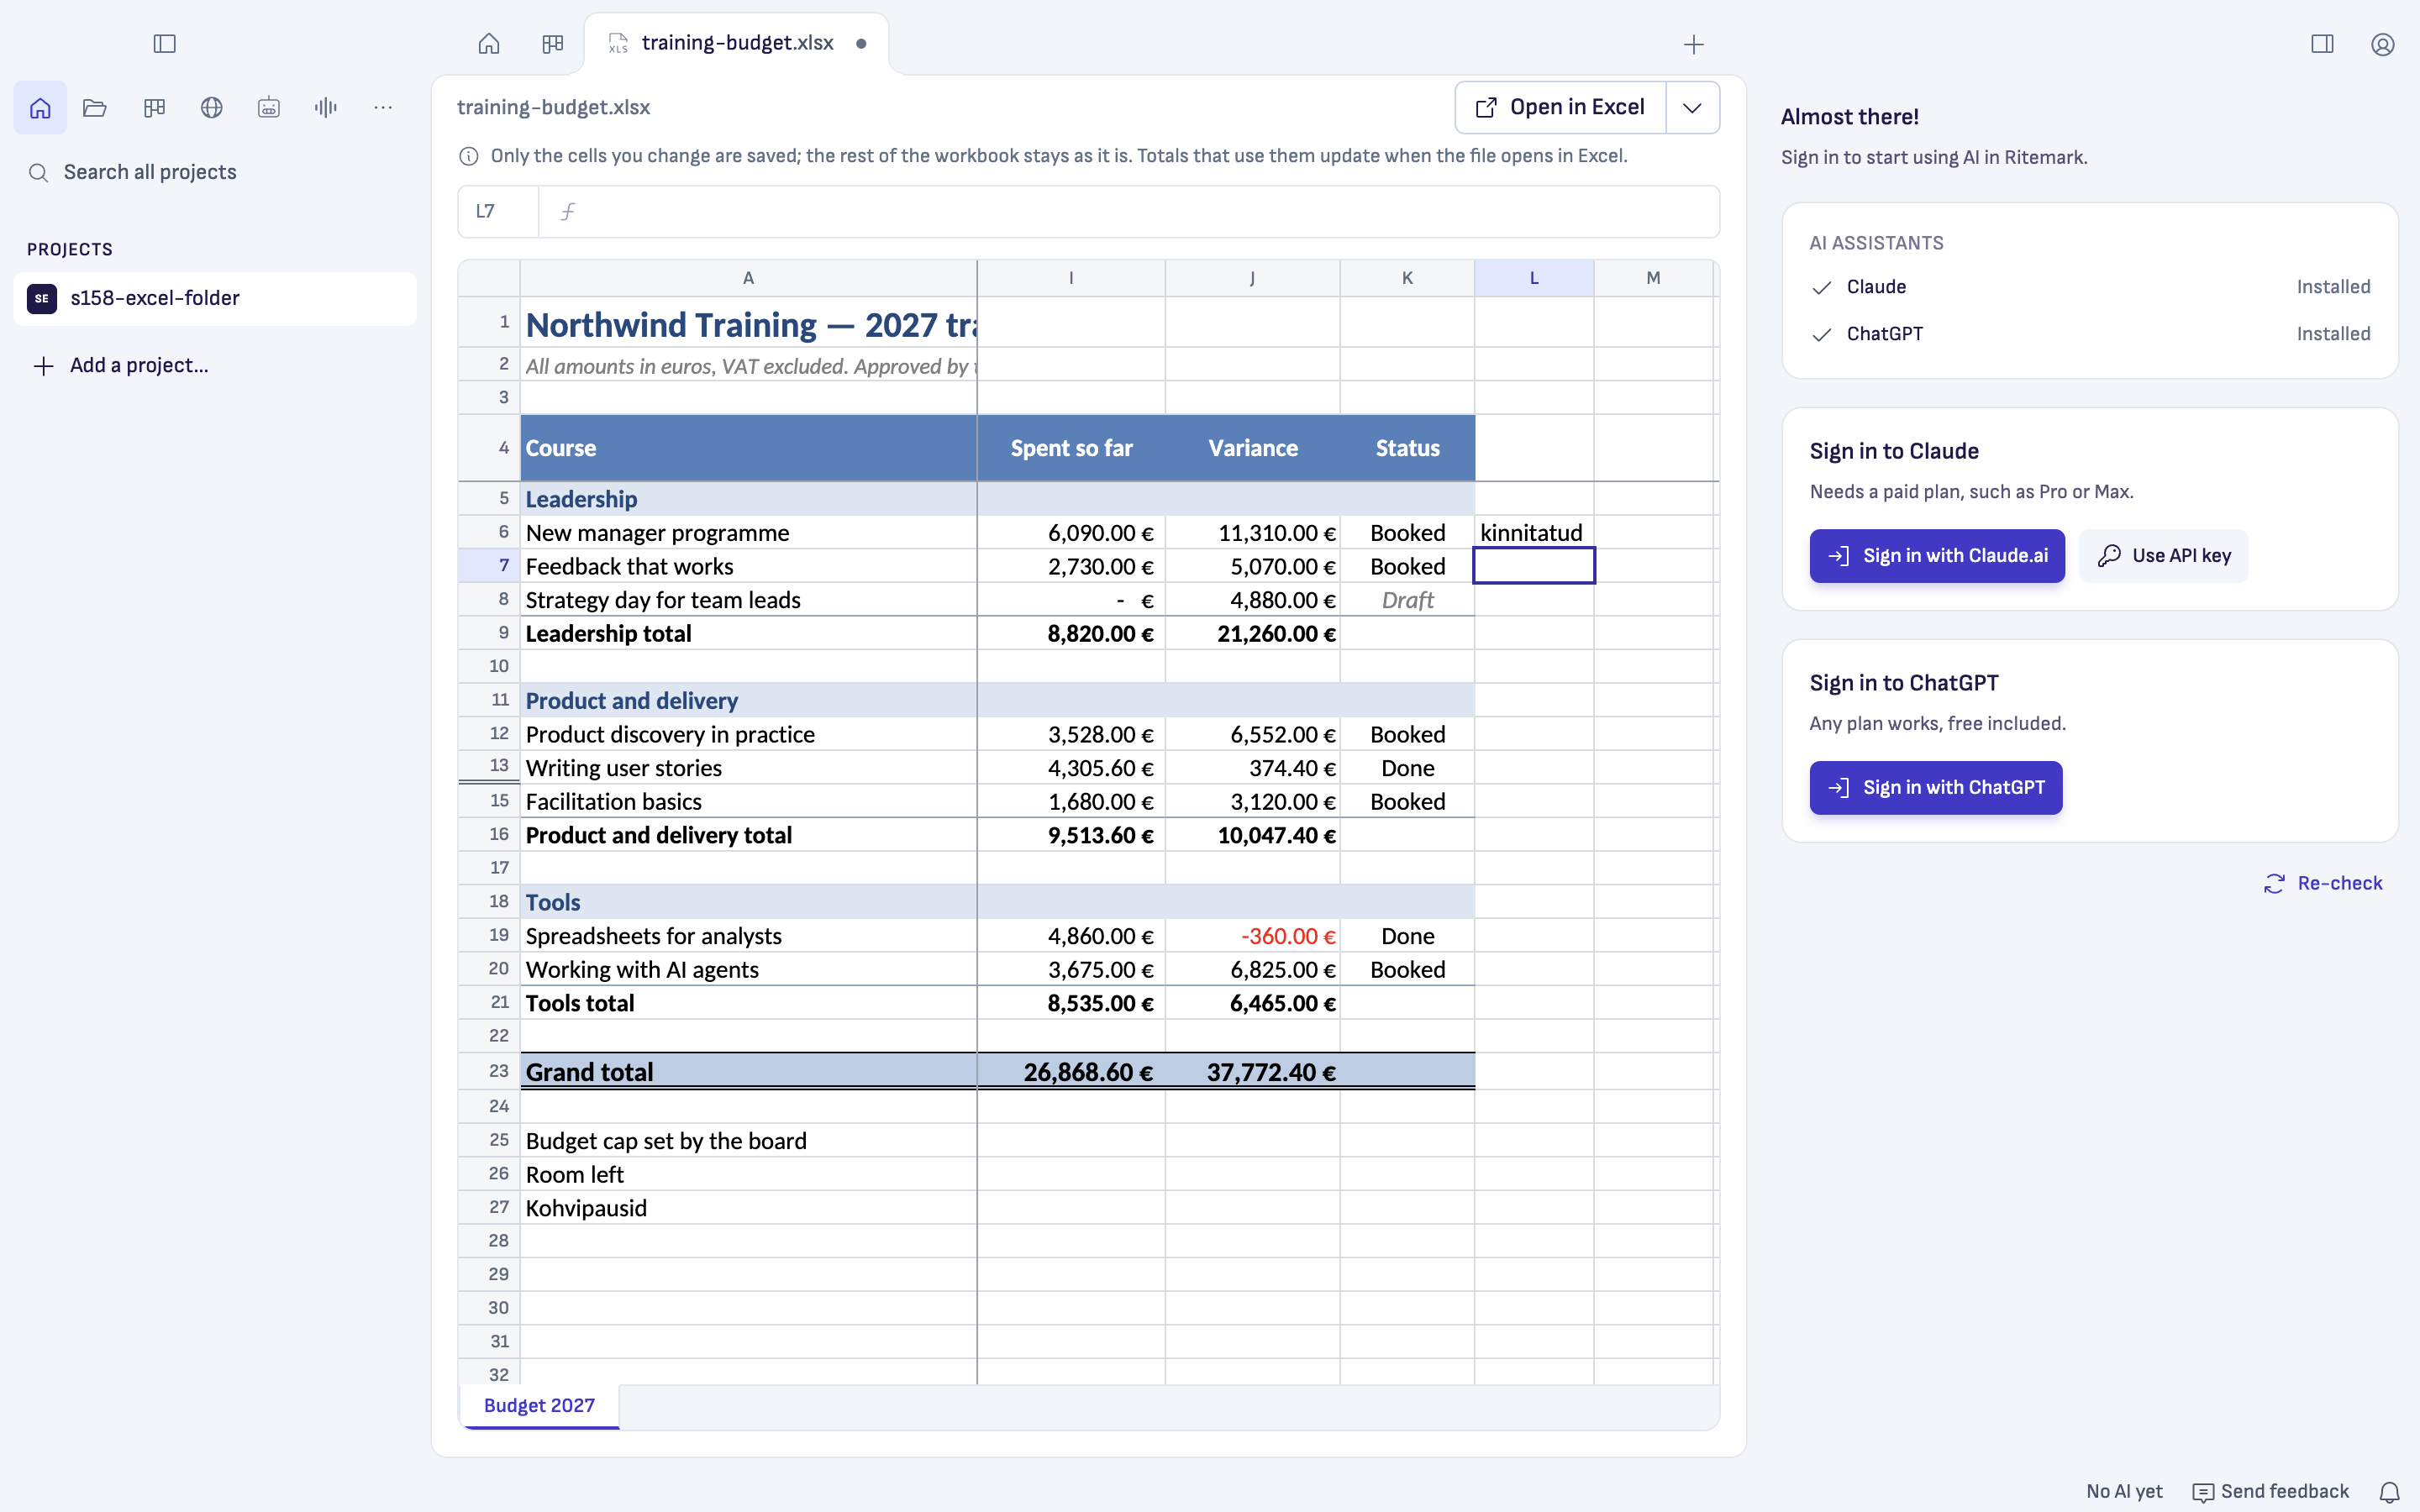 training-budget.xlsx
training-budget.xlsx
Open in Excel
Only the cells you change are saved; the rest of the workbook stays as it is. Totals that use them update when the file opens in Excel.
L7
Search all projects
PROJECTS
SE s158-excel-folder
Add a project...
A I J K L M
1 Northwind Training — 2027 tra
2 All amounts in euros, VAT excluded. Approved by t
3
4 Course Spent so far Variance Status
5 Leadership
6 New manager programme 6,090.00 € 11,310.00 € Booked kinnitatud
7 Feedback that works 2,730.00 € 5,070.00 € Booked
8 Strategy day for team leads - € 4,880.00 € Draft
9 Leadership total 8,820.00 € 21,260.00 €
10
11 Product and delivery
12 Product discovery in practice 3,528.00 € 6,552.00 € Booked
13 Writing user stories 4,305.60 € 374.40 € Done
15 Facilitation basics 1,680.00 € 3,120.00 € Booked
16 Product and delivery total 9,513.60 € 10,047.40 €
17
18 Tools
19 Spreadsheets for analysts 4,860.00 € -360.00 € Done
20 Working with AI agents 3,675.00 € 6,825.00 € Booked
21 Tools total 8,535.00 € 6,465.00 €
22
23 Grand total 26,868.60 € 37,772.40 €
24
25 Budget cap set by the board
26 Room left
27 Kohvipausid
28
29
30
31
32
Budget 2027
Almost there!
Sign in to start using AI in Ritemark.
AI ASSISTANTS
Claude Installed
ChatGPT Installed
Sign in to Claude
Needs a paid plan, such as Pro or Max.
Sign in with Claude.ai Use API key
Sign in to ChatGPT
Any plan works, free included.
Sign in with ChatGPT
Re-check
No AI yet Send feedback